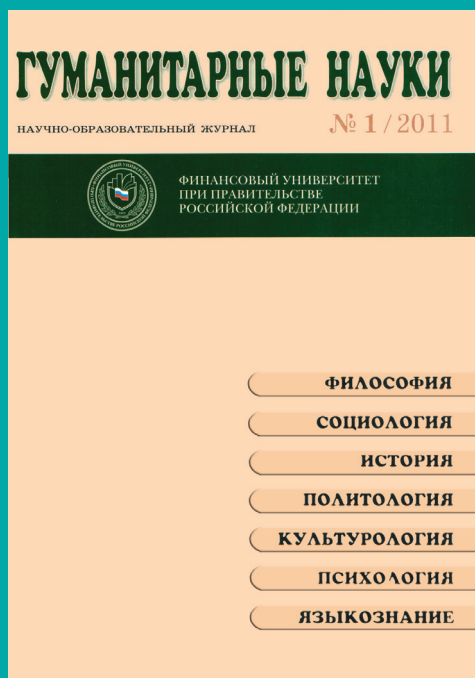 ГУМАНИТАРНЫЕ НАУКИ
НАУЧНО-ОБРАЗОВАТЕЛЬНЫЙ ЖУРНАЛ
№ 1 / 2011
ФИНАНСОВЫЙ УНИВЕРСИТЕТ
ПРИ ПРАВИТЕЛЬСТВЕ
РОССИЙСКОЙ ФЕДЕРАЦИИ
ФИЛОСОФИЯ
СОЦИОЛОГИЯ
ИСТОРИЯ
ПОЛИТОЛОГИЯ
КУЛЬТУРОЛОГИЯ
ПСИХОЛОГИЯ
ЯЗЫКОЗНАНИЕ